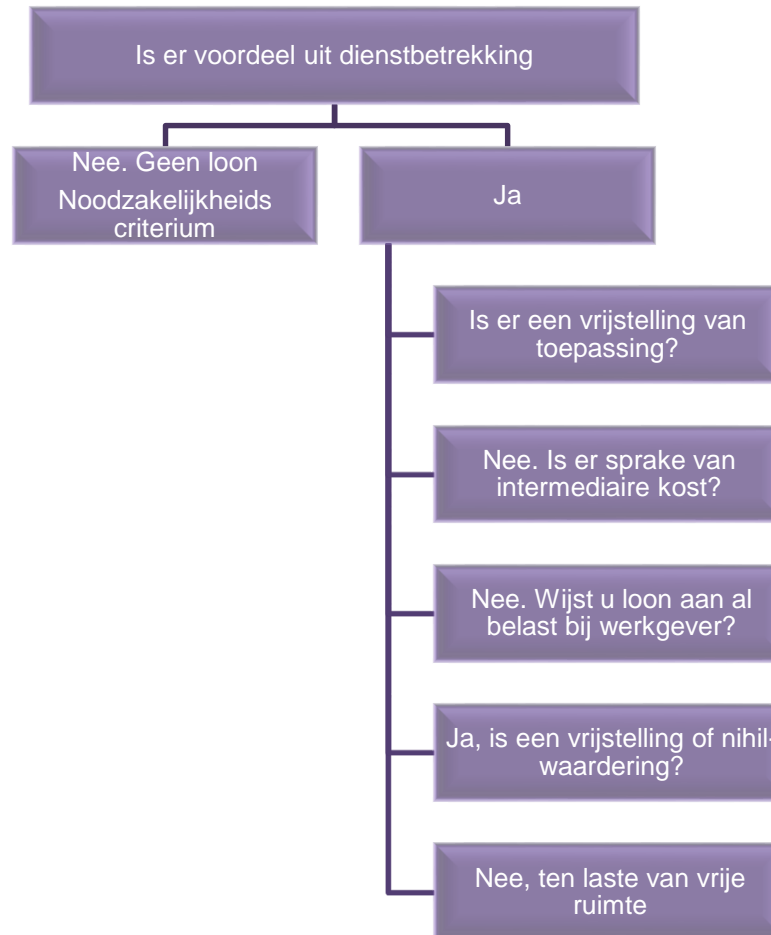 Is er voordeel uit dienstbetrekking
Nee. Geen loon
Noodzakelijkheids
criterium
Ja
Is er een vrijstelling van
toepassing?
Nee. Is er sprake van
intermediaire kost?
Nee. Wijst u loon aan al
belast bij werkgever?
Ja, is een vrijstelling of nihil-
waardering?
Nee, ten laste van vrije
ruimte